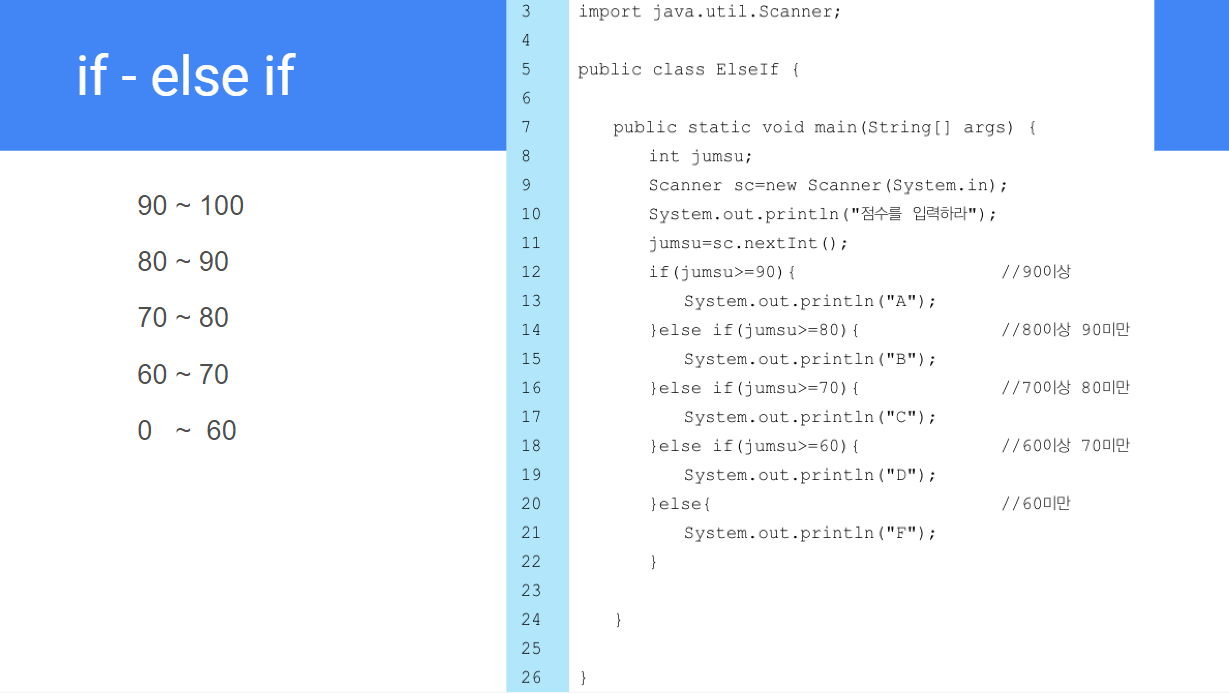 if - else if
90 ~ 100
80 ~ 90
70 ~ 80
60 ~ 70
0 ~ 60
3 import java.util.Scanner;
4
5 public class ElseIf {
6
7 public static void main(String[] args) {
8 int jumsu;
9 Scanner sc=new Scanner(System.in);
10 System.out.println("점수를 입력하라");
11 jumsu=sc.nextInt();
12 if(jumsu>=90){ //90이상
13 System.out.println("A");
14 }else if(jumsu>=80){ //80이상 90미만
15 System.out.println("B");
16 }else if(jumsu>=70){ //70이상 80미만
17 System.out.println("C");
18 }else if(jumsu>=60){ //60이상 70미만
19 System.out.println("D");
20 }else{ //60미만
21 System.out.println("F");
22 }
23
24 }
25
26 }